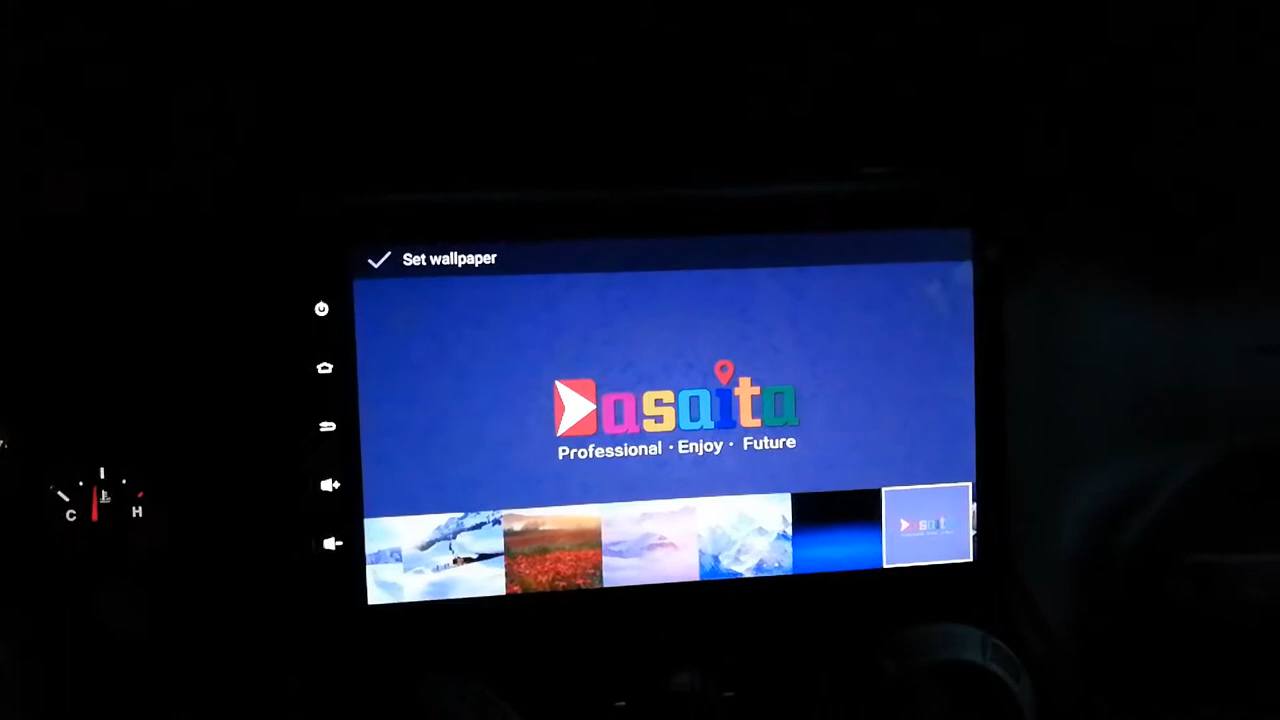 Set wallpaper
Dasaita
Professional · Enjoy · Future
C
H